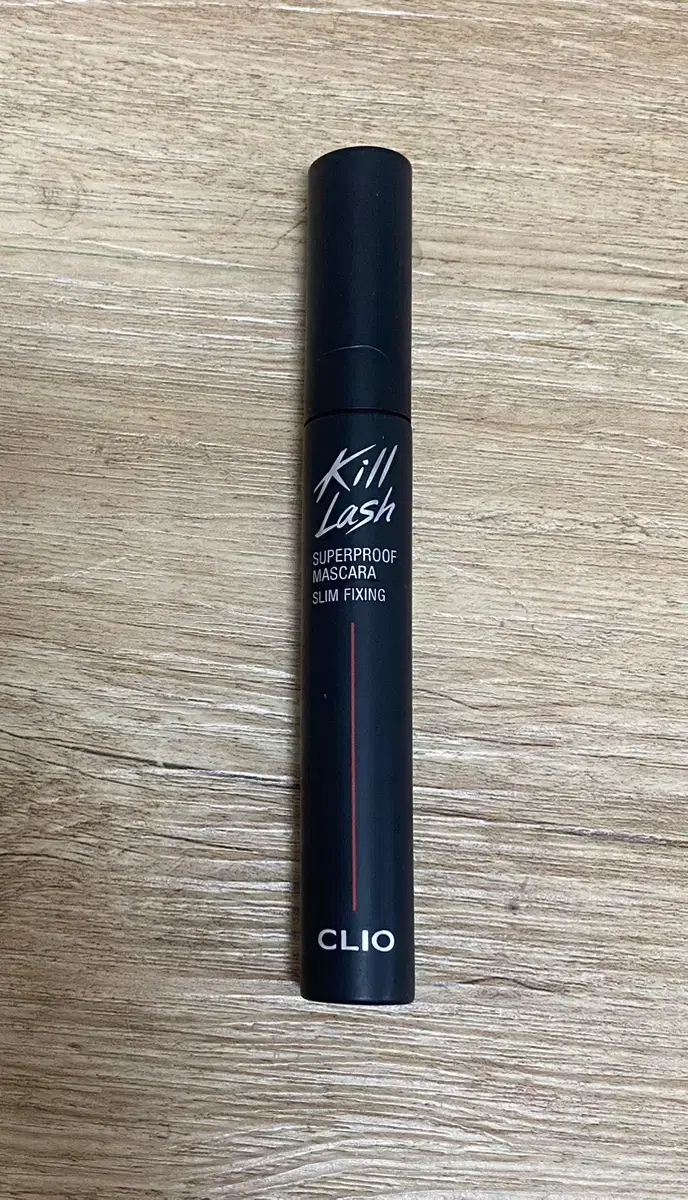 Kill
Lash
SUPERPROOF
MASCARA
SLIM FIXING
CLIO